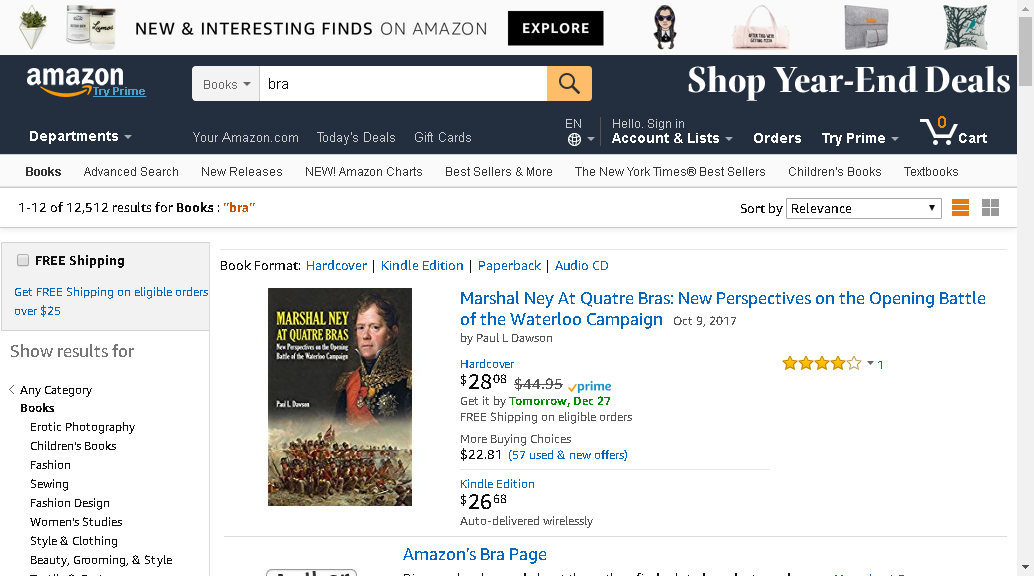 NEW & INTERESTING FINDS ON AMAZON EXPLORE
amazon
Try Prime
Books
bra
Shop Year-End Deals
Departments
Your Amazon.com Today's Deals Gift Cards
EN
Hello. Sign in
Account & Lists
Orders
Try Prime
0
Cart
Books Advanced Search New Releases NEW! Amazon Charts Best Sellers & More The New York Times® Best Sellers Children's Books Textbooks
1-12 of 12,512 results for Books : "bra"
Sort by Relevance
FREE Shipping
Get FREE Shipping on eligible orders
over $25
Show results for
Any Category
Books
Erotic Photography
Children's Books
Fashion
Sewing
Fashion Design
Women's Studies
Style & Clothing
Beauty, Grooming, & Style
Book Format: Hardcover | Kindle Edition | Paperback | Audio CD
MARSHAL NEY
AT QUATRE BRAS
New Perspectives on the Opening
Battle of the Waterloo Campaign
Paul L Dawson
Marshal Ney At Quatre Bras: New Perspectives on the Opening Battle
of the Waterloo Campaign Oct 9, 2017
by Paul L Dawson
Hardcover
$28.08 $44.95 prime
Get it by Tomorrow, Dec 27
FREE Shipping on eligible orders
More Buying Choices
$22.81 (57 used & new offers)
Kindle Edition
$26.68
Auto-delivered wirelessly
1
Amazon's Bra Page